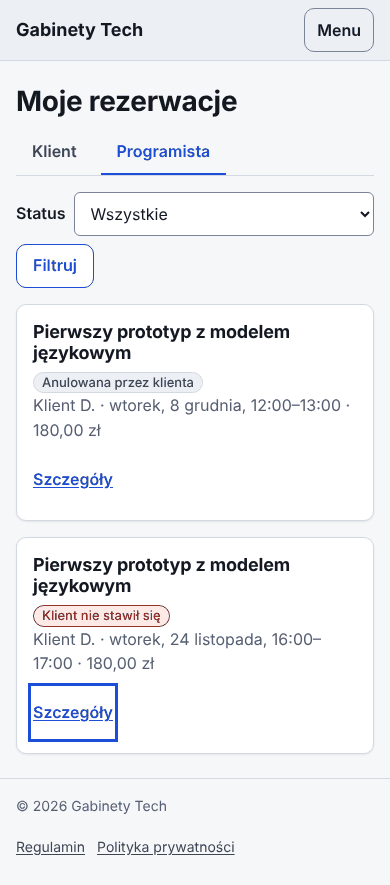 Gabinety Tech
Menu
Moje rezerwacje
Klient
Programista
Status
Wszystkie
Filtruj
Pierwszy prototyp z modelem
językowym
Anulowana przez klienta
Klient D. · wtorek, 8 grudnia, 12:00–13:00 ·
180,00 zł
Szczegóły
Pierwszy prototyp z modelem
językowym
Klient nie stawił się
Klient D. · wtorek, 24 listopada, 16:00–
17:00 · 180,00 zł
Szczegóły
© 2026 Gabinety Tech
Regulamin
Polityka prywatności